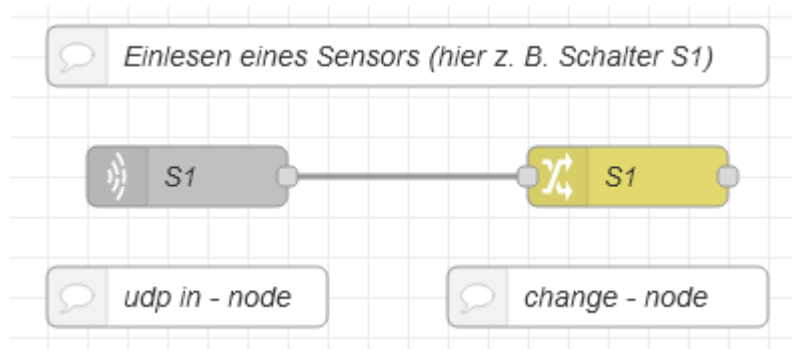 Einlesen eines Sensors (hier z. B. Schalter S1)
S1
S1
udp in - node
change - node